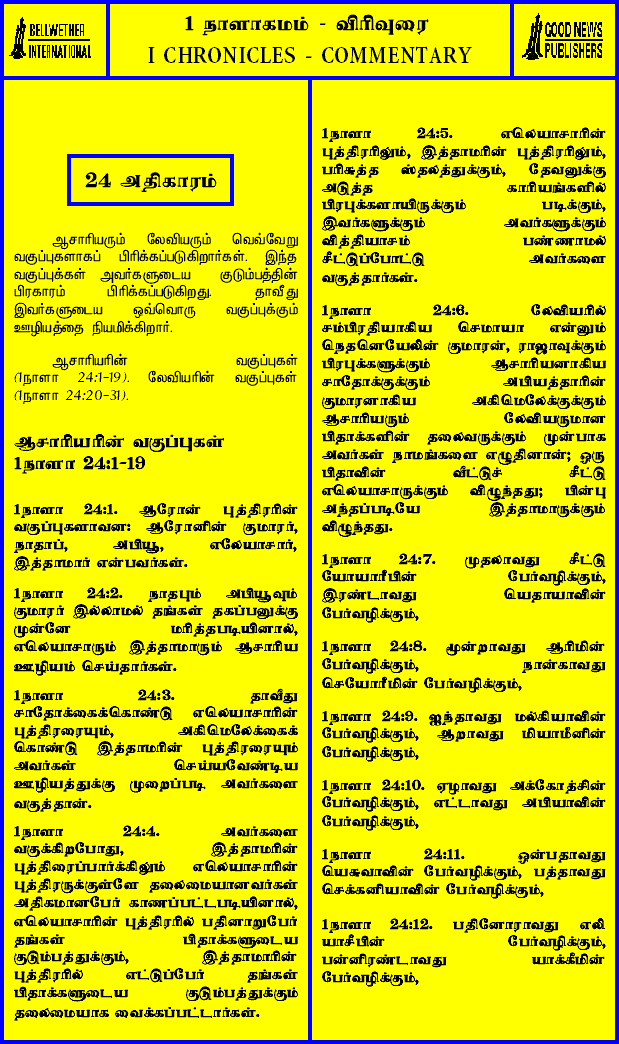 BELLWETHER
INTERNATIONAL
1 நாளாகமம் - விரிவுரை
I CHRONICLES - COMMENTARY
GOOD NEWS
PUBLISHERS
24 அதிகாரம்
ஆசாரியரும் லேவியரும் வெவ்வேறு
வகுப்புகளாகப் பிரிக்கப்படுகிறார்கள். இந்த
வகுப்புக்கள் அவர்களுடைய குடும்பத்தின்
பிரகாரம் பிரிக்கப்படுகிறது. தாவீது
இவர்களுடைய ஒவ்வொரு வகுப்புக்கும்
ஊழியத்தை நியமிக்கிறார்.
ஆசாரியரின் வகுப்புகள்
(1நாளா 24:1-19). லேவியரின் வகுப்புகள்
(1நாளா 24:20-31).
ஆசாரியரின் வகுப்புகள்
1நாளா 24:1-19
1நாளா 24:1. ஆரோன் புத்திரரின்
வகுப்புகளாவன: ஆரோனின் குமாரர்,
நாதாப், அபியூ, எலேயாசார்,
இத்தாமார் என்பவர்கள்.
1நாளா 24:2. நாதபும் அபியூவும்
குமாரர் இல்லாமல் தங்கள் தகப்பனுக்கு
முன்னே மரித்தபடியினால்,
எலெயாசாரும் இத்தாமாரும் ஆசாரிய
ஊழியம் செய்தார்கள்.
1நாளா 24:3. தாவீது
சாதோக்கைக்கொண்டு எலெயாசாரின்
புத்திரரையும், அகிமெலேக்கைக்
கொண்டு இத்தாமரின் புத்திரரையும்
அவர்கள் செய்யவேண்டிய
ஊழியத்துக்கு முறைப்படி அவர்களை
வகுத்தான்.
1நாளா 24:4. அவர்களை
வகுக்கிறபோது, இத்தாமரின்
புத்திரைப்பார்க்கிலும் எலெயாசாரின்
புத்திரருக்குள்ளே தலைமையானவர்கள்
அதிகமானபேர் காணப்பட்டபடியினால்,
எலெயாசாரின் புத்திரரில் பதினாறுபேர்
தங்கள் பிதாக்களுடைய
குடும்பத்துக்கும், இத்தாமாரின்
புத்திரரில் எட்டுப்பேர் தங்கள்
பிதாக்களுடைய குடும்பத்துக்கும்
தலைமையாக வைக்கப்பட்டார்கள்.
1நாளா 24:5. எலெயாசாரின்
புத்திரரிலும், இத்தாமரின் புத்திரரிலும்,
பரிசுத்த ஸ்தலத்துக்கும், தேவனுக்கு
அடுத்த காரியங்களில்
பிரபுக்களாயிருக்கும் படிக்கும்,
இவர்களுக்கும் அவர்களுக்கும்
வித்தியாசம் பண்ணாமல்
சீட்டுப்போட்டு அவர்களை
வகுத்தார்கள்.
1நாளா 24:6. லேவியரில்
சம்பிரதியாகிய செமாயா என்னும்
நெதனெயேலின் குமாரன், ராஜாவுக்கும்
பிரபுக்களுக்கும் ஆசாரியனாகிய
சாதோக்குக்கும் அபியத்தாரின்
குமாரனாகிய அகிமெலேக்குக்கும்
ஆசாரியரும் லேவியருமான
பிதாக்களின் தலைவருக்கும் முன்பாக
அவர்கள் நாமங்களை எழுதினான்; ஒரு
பிதாவின் வீட்டுச் சீட்டு
எலெயாசாருக்கும் விழுந்தது; பின்பு
அந்தப்படியே இத்தாமாருக்கும்
விழுந்தது.
1நாளா 24:7. முதலாவது சீட்டு
யோயாரீபின் பேர்வழிக்கும்,
இரண்டாவது யெதாயாவின்
பேர்வழிக்கும்,
1நாளா 24:8. மூன்றாவது ஆரிமின்
பேர்வழிக்கும், நான்காவது
செயோரீமின் பேர்வழிக்கும்,
1நாளா 24:9. ஐந்தாவது மல்கியாவின்
பேர்வழிக்கும், ஆறாவது மியாமீனின்
பேர்வழிக்கும்,
1நாளா 24:10. ஏழாவது அக்கோத்சின்
பேர்வழிக்கும், எட்டாவது அபியாவின்
பேர்வழிக்கும்,
1நாளா 24:11. ஒன்பதாவது
யெசுவாவின் பேர்வழிக்கும், பத்தாவது
செக்கனியாவின் பேர்வழிக்கும்,
1நாளா 24:12. பதினோராவது எலி
யாசீபின் பேர்வழிக்கும்,
பன்னிரண்டாவது யாக்கீமின்
பேர்வழிக்கும்,